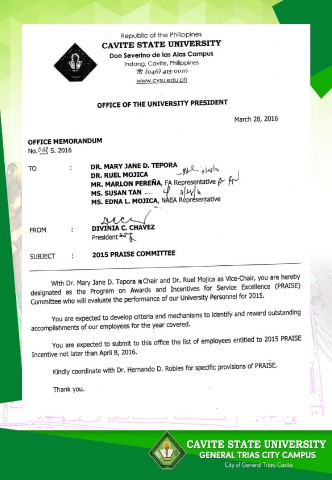 Republic of the Philippines
CAVITE STATE UNIVERSITY
Don Severino de las Alas Campus
Indang, Cavite, Philippines
☎ (046) 415-0010
www.cvsu.edu.ph
OFFICE OF THE UNIVERSITY PRESIDENT
March 28, 2016
OFFICE MEMORANDUM
No. S. 2016
TO : DR. MARY JANE D. TEPORA
DR. RUEL MOJICA
MR. MARLON PEREÑA, FA Representative
MS. SUSAN TAN
MS. EDNA L. MOJICA, NAEA Representative
FROM : DIVINIA C. CHAVEZ
President
SUBJECT : 2015 PRAISE COMMITTEE
With Dr. Mary Jane D. Tepora as Chair and Dr. Ruel Mojica as Vice-Chair, you are hereby
designated as the Program on Awards and Incentives for Service Excellence (PRAISE)
Committee who will evaluate the performance of our University Personnel for 2015.
You are expected to develop criteria and mechanisms to identify and reward outstanding
accomplishments of our employees for the year covered.
You are expected to submit to this office the list of employees entitled to 2015 PRAISE
Incentive not later than April 8, 2016.
Kindly coordinate with Dr. Hernando D. Robles for specific provisions of PRAISE.
Thank you.
CAVITE STATE UNIVERSITY
GENERAL TRIAS CITY CAMPUS
City of General Trias, Cavite